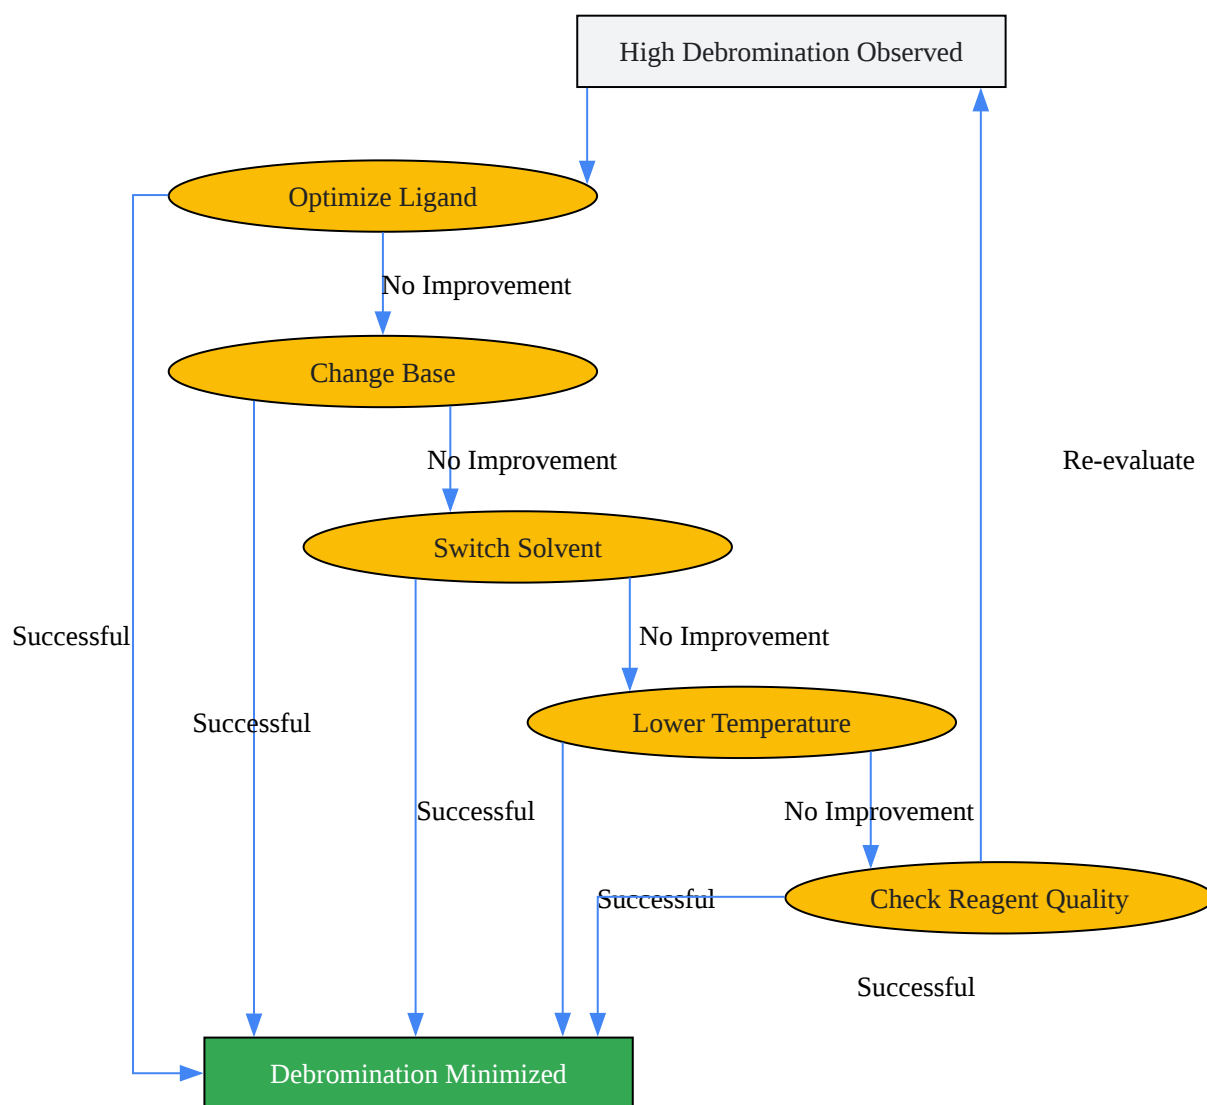 High Debromination Observed
Optimize Ligand
No Improvement
Change Base
No Improvement
Re-evaluate
Switch Solvent
Successful
No Improvement
Successful
Lower Temperature
Successful
No Improvement
Successful
Check Reagent Quality
Successful
Debromination Minimized